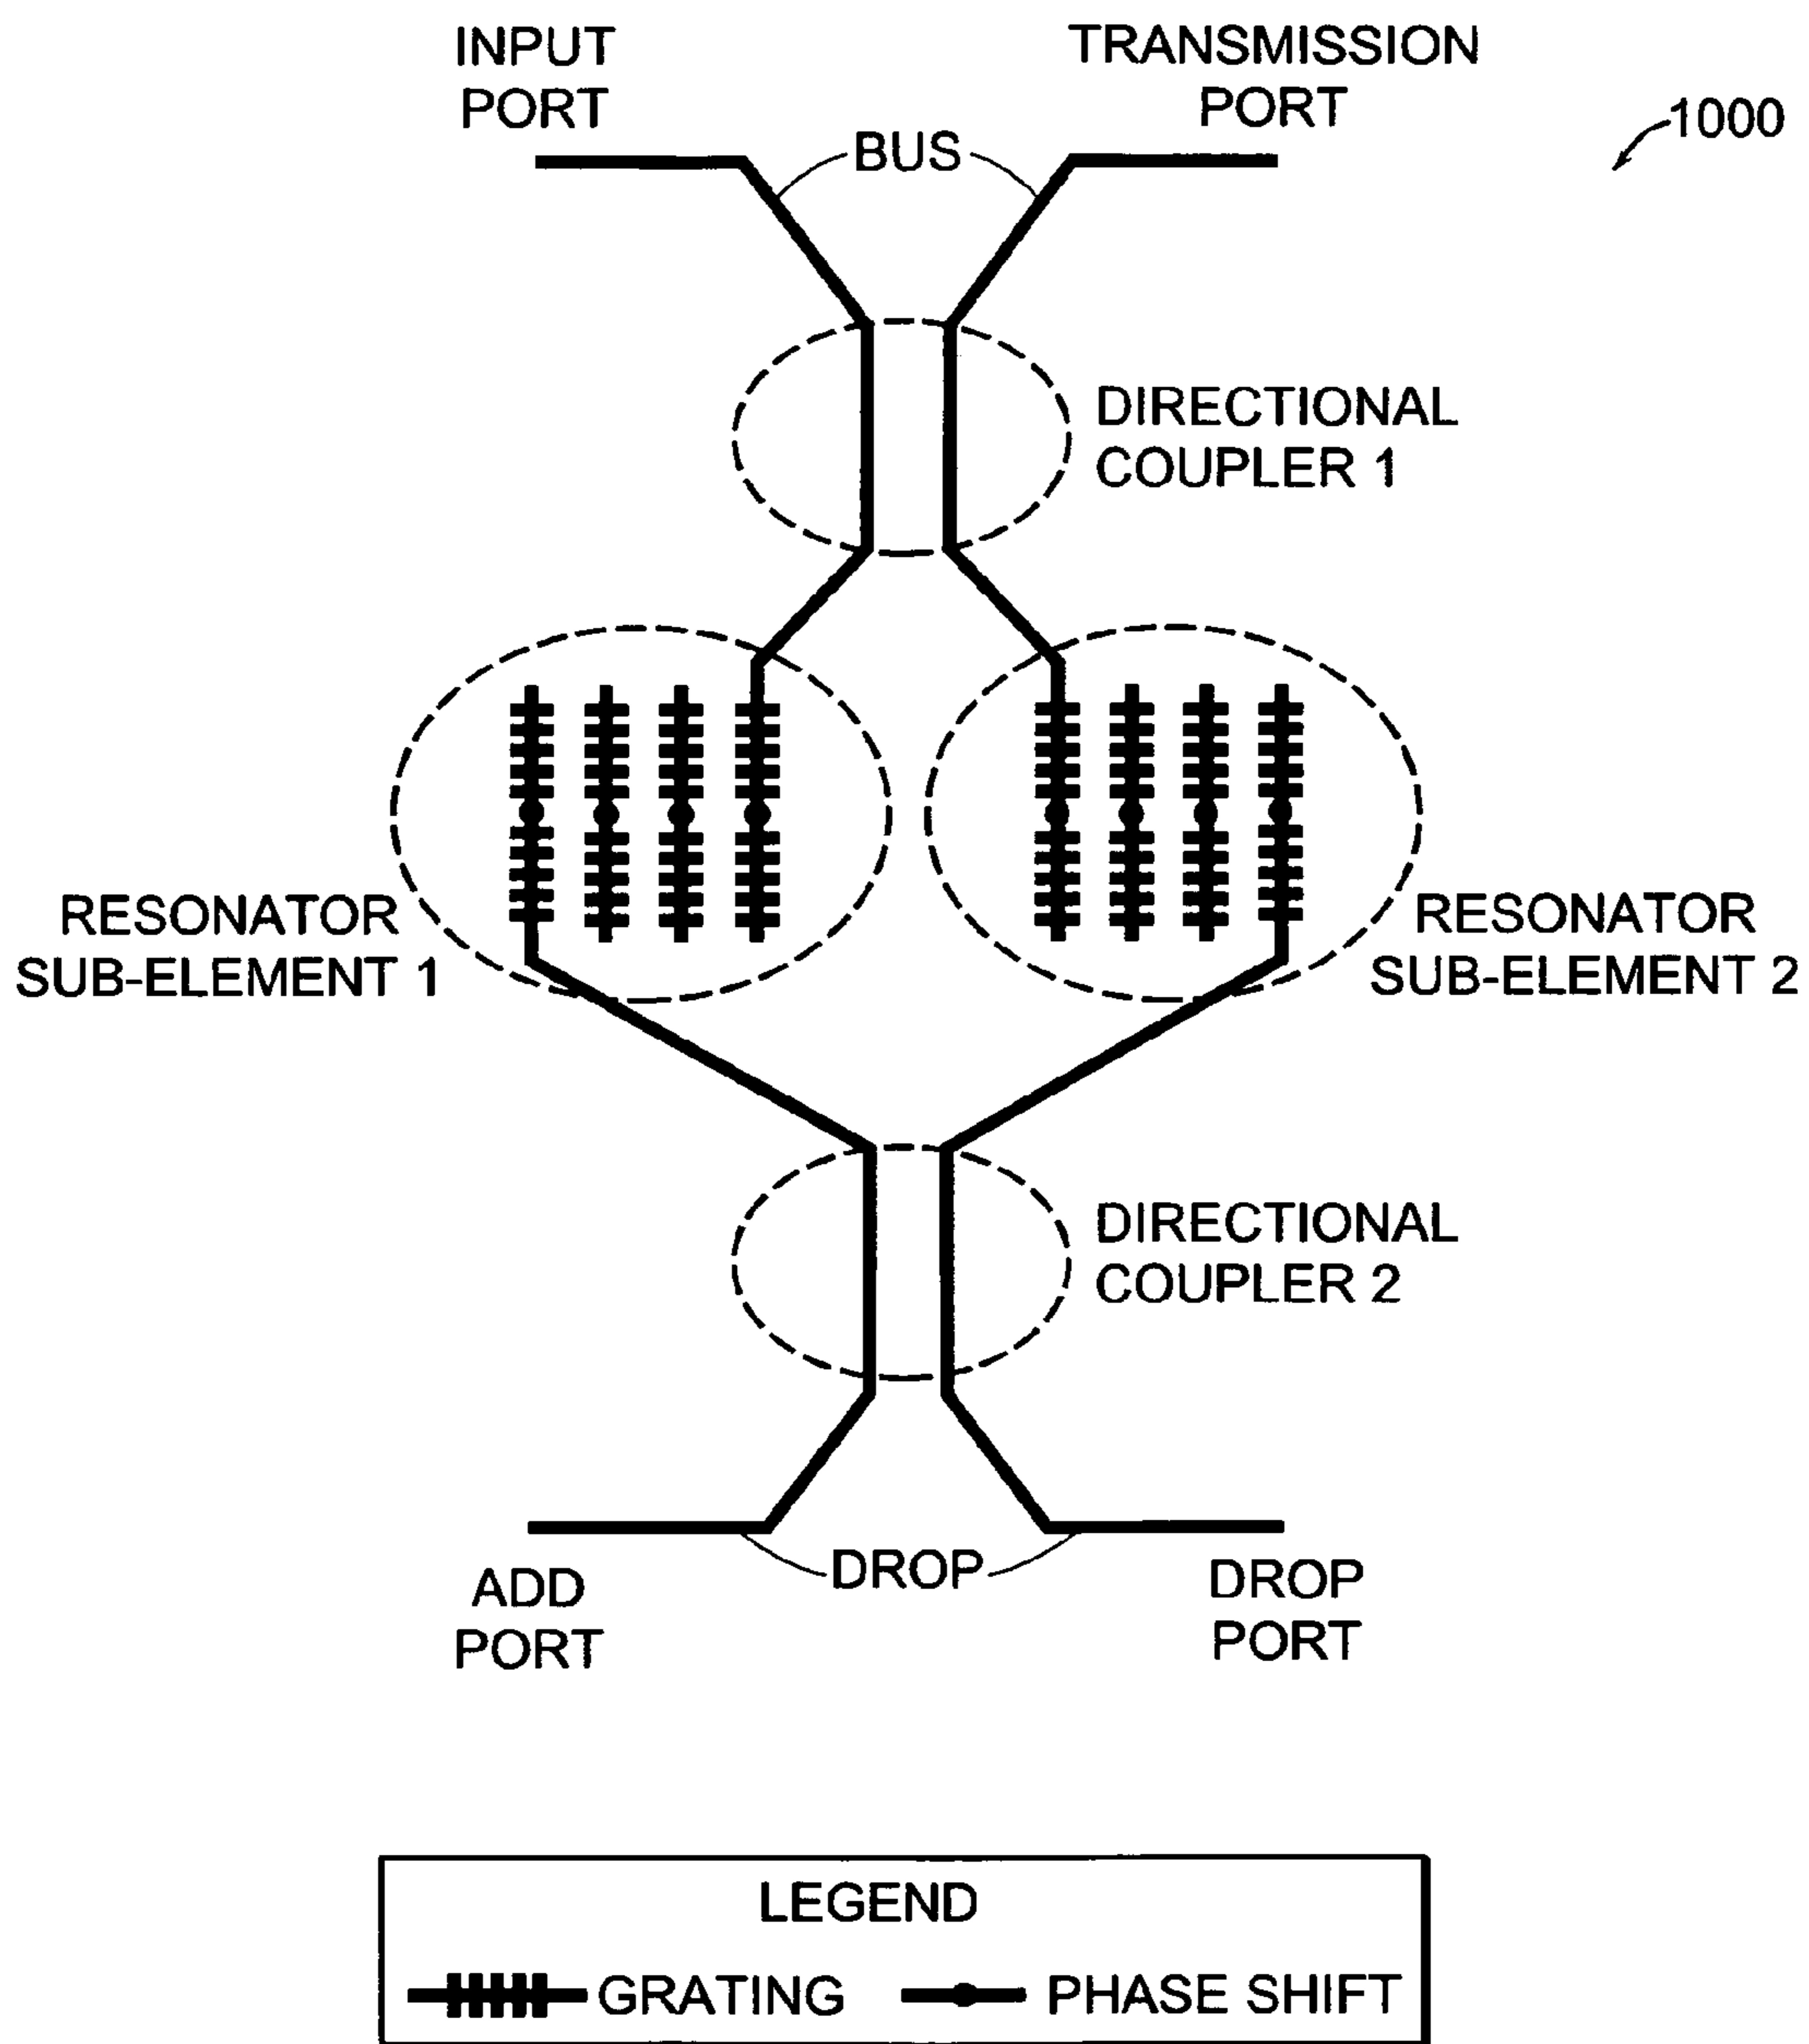 INPUT
PORT
TRANSMISSION
PORT
1000
BUS
DIRECTIONAL
COUPLER 1
RESONATOR
SUB-ELEMENT 1
RESONATOR
SUB-ELEMENT 2
DIRECTIONAL
COUPLER 2
DROP
ADD
PORT
DROP
PORT
LEGEND
GRATING
PHASE SHIFT